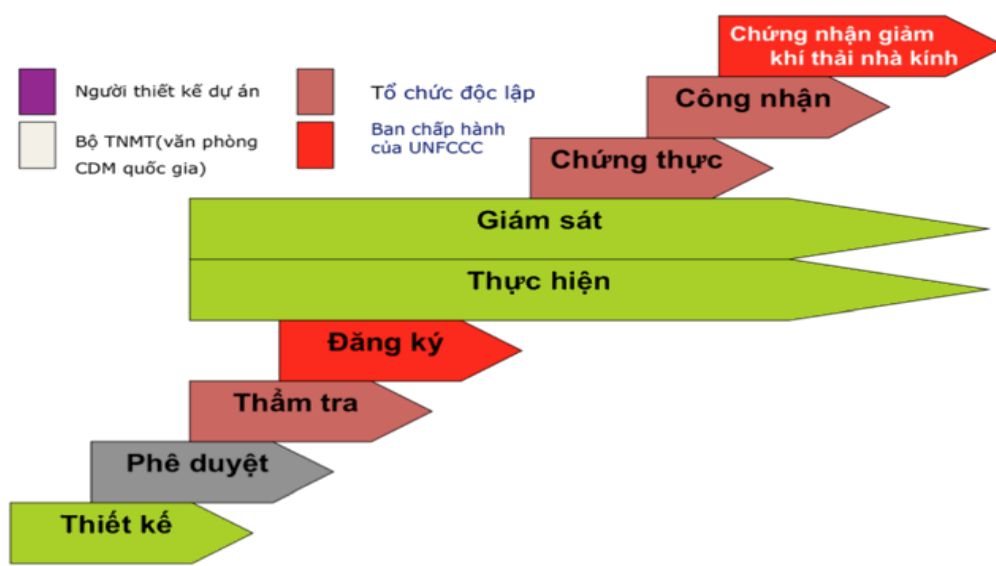 Chứng nhận giảm
khí thải nhà kính
Người thiết kế dự án
Tổ chức độc lập
Công nhận
Bộ TNMT(văn phòng
CDM quốc gia)
Ban chấp hành
của UNFCCC
Chứng thực
Giám sát
Thực hiện
Đăng ký
Thẩm tra
Phê duyệt
Thiết kế